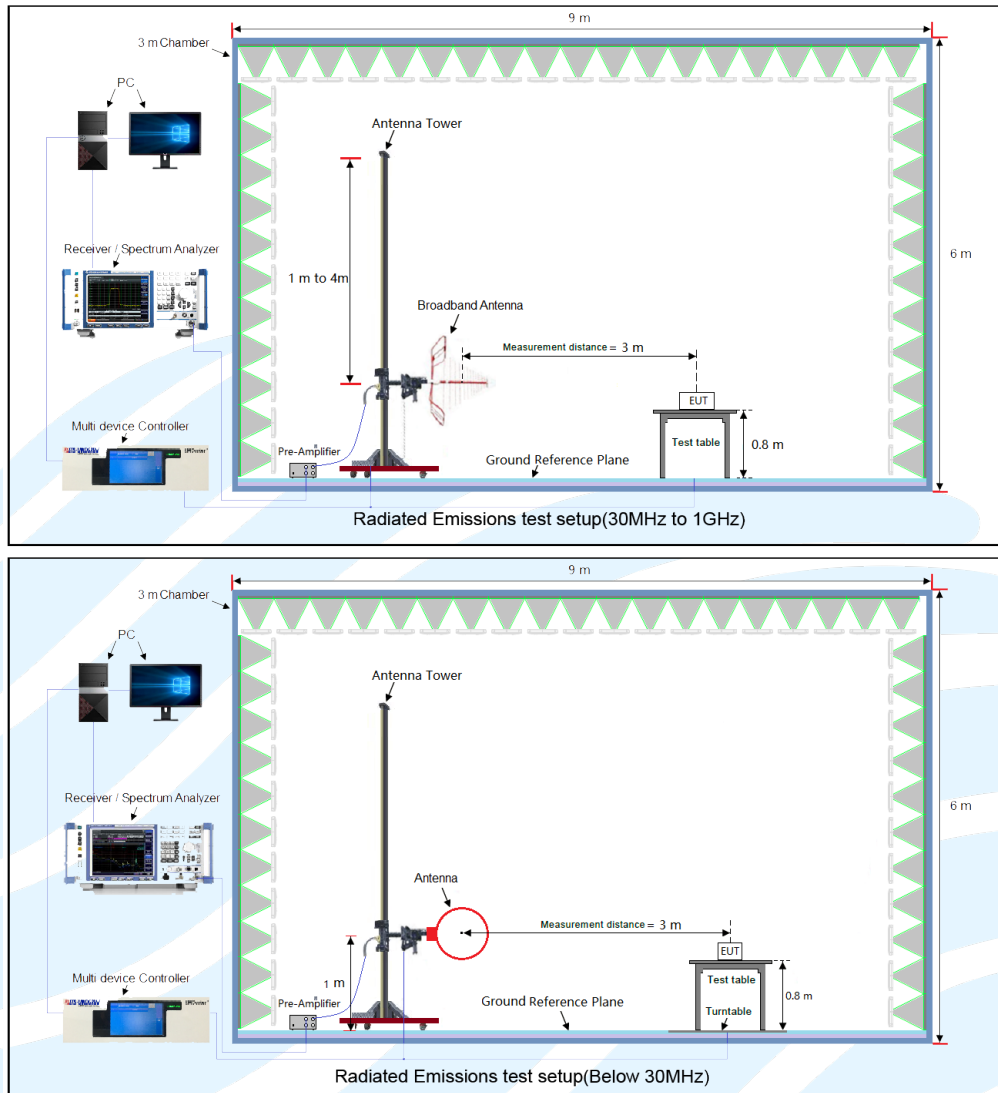 9 m
3 m Chamber
PC
Antenna Tower
Receiver / Spectrum Analyzer
1 m to 4m
6 m
Broadband Antenna
Measurement distance = 3 m
EUT
Multi device Controller
Test table
0.8 m
Pre-Amplifier
Ground Reference Plane
Radiated Emissions test setup(30MHz to 1GHz)
9 m
3 m Chamber
PC
Antenna Tower
Receiver / Spectrum Analyzer
6 m
Antenna
Measurement distance = 3 m
EUT
Multi device Controller
1 m
Test table
0.8 m
Pre-Amplifier
Ground Reference Plane
Turntable
Radiated Emissions test setup(Below 30MHz)